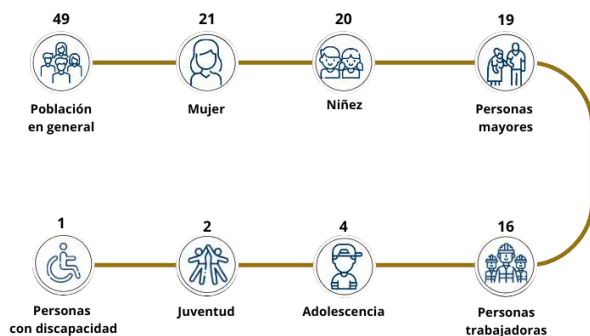 49
21
20
19
Población
en general
Mujer
Niñez
Personas
mayores
1
2
4
16
Personas
con discapacidad
Juventud
Adolescencia
Personas
trabajadoras